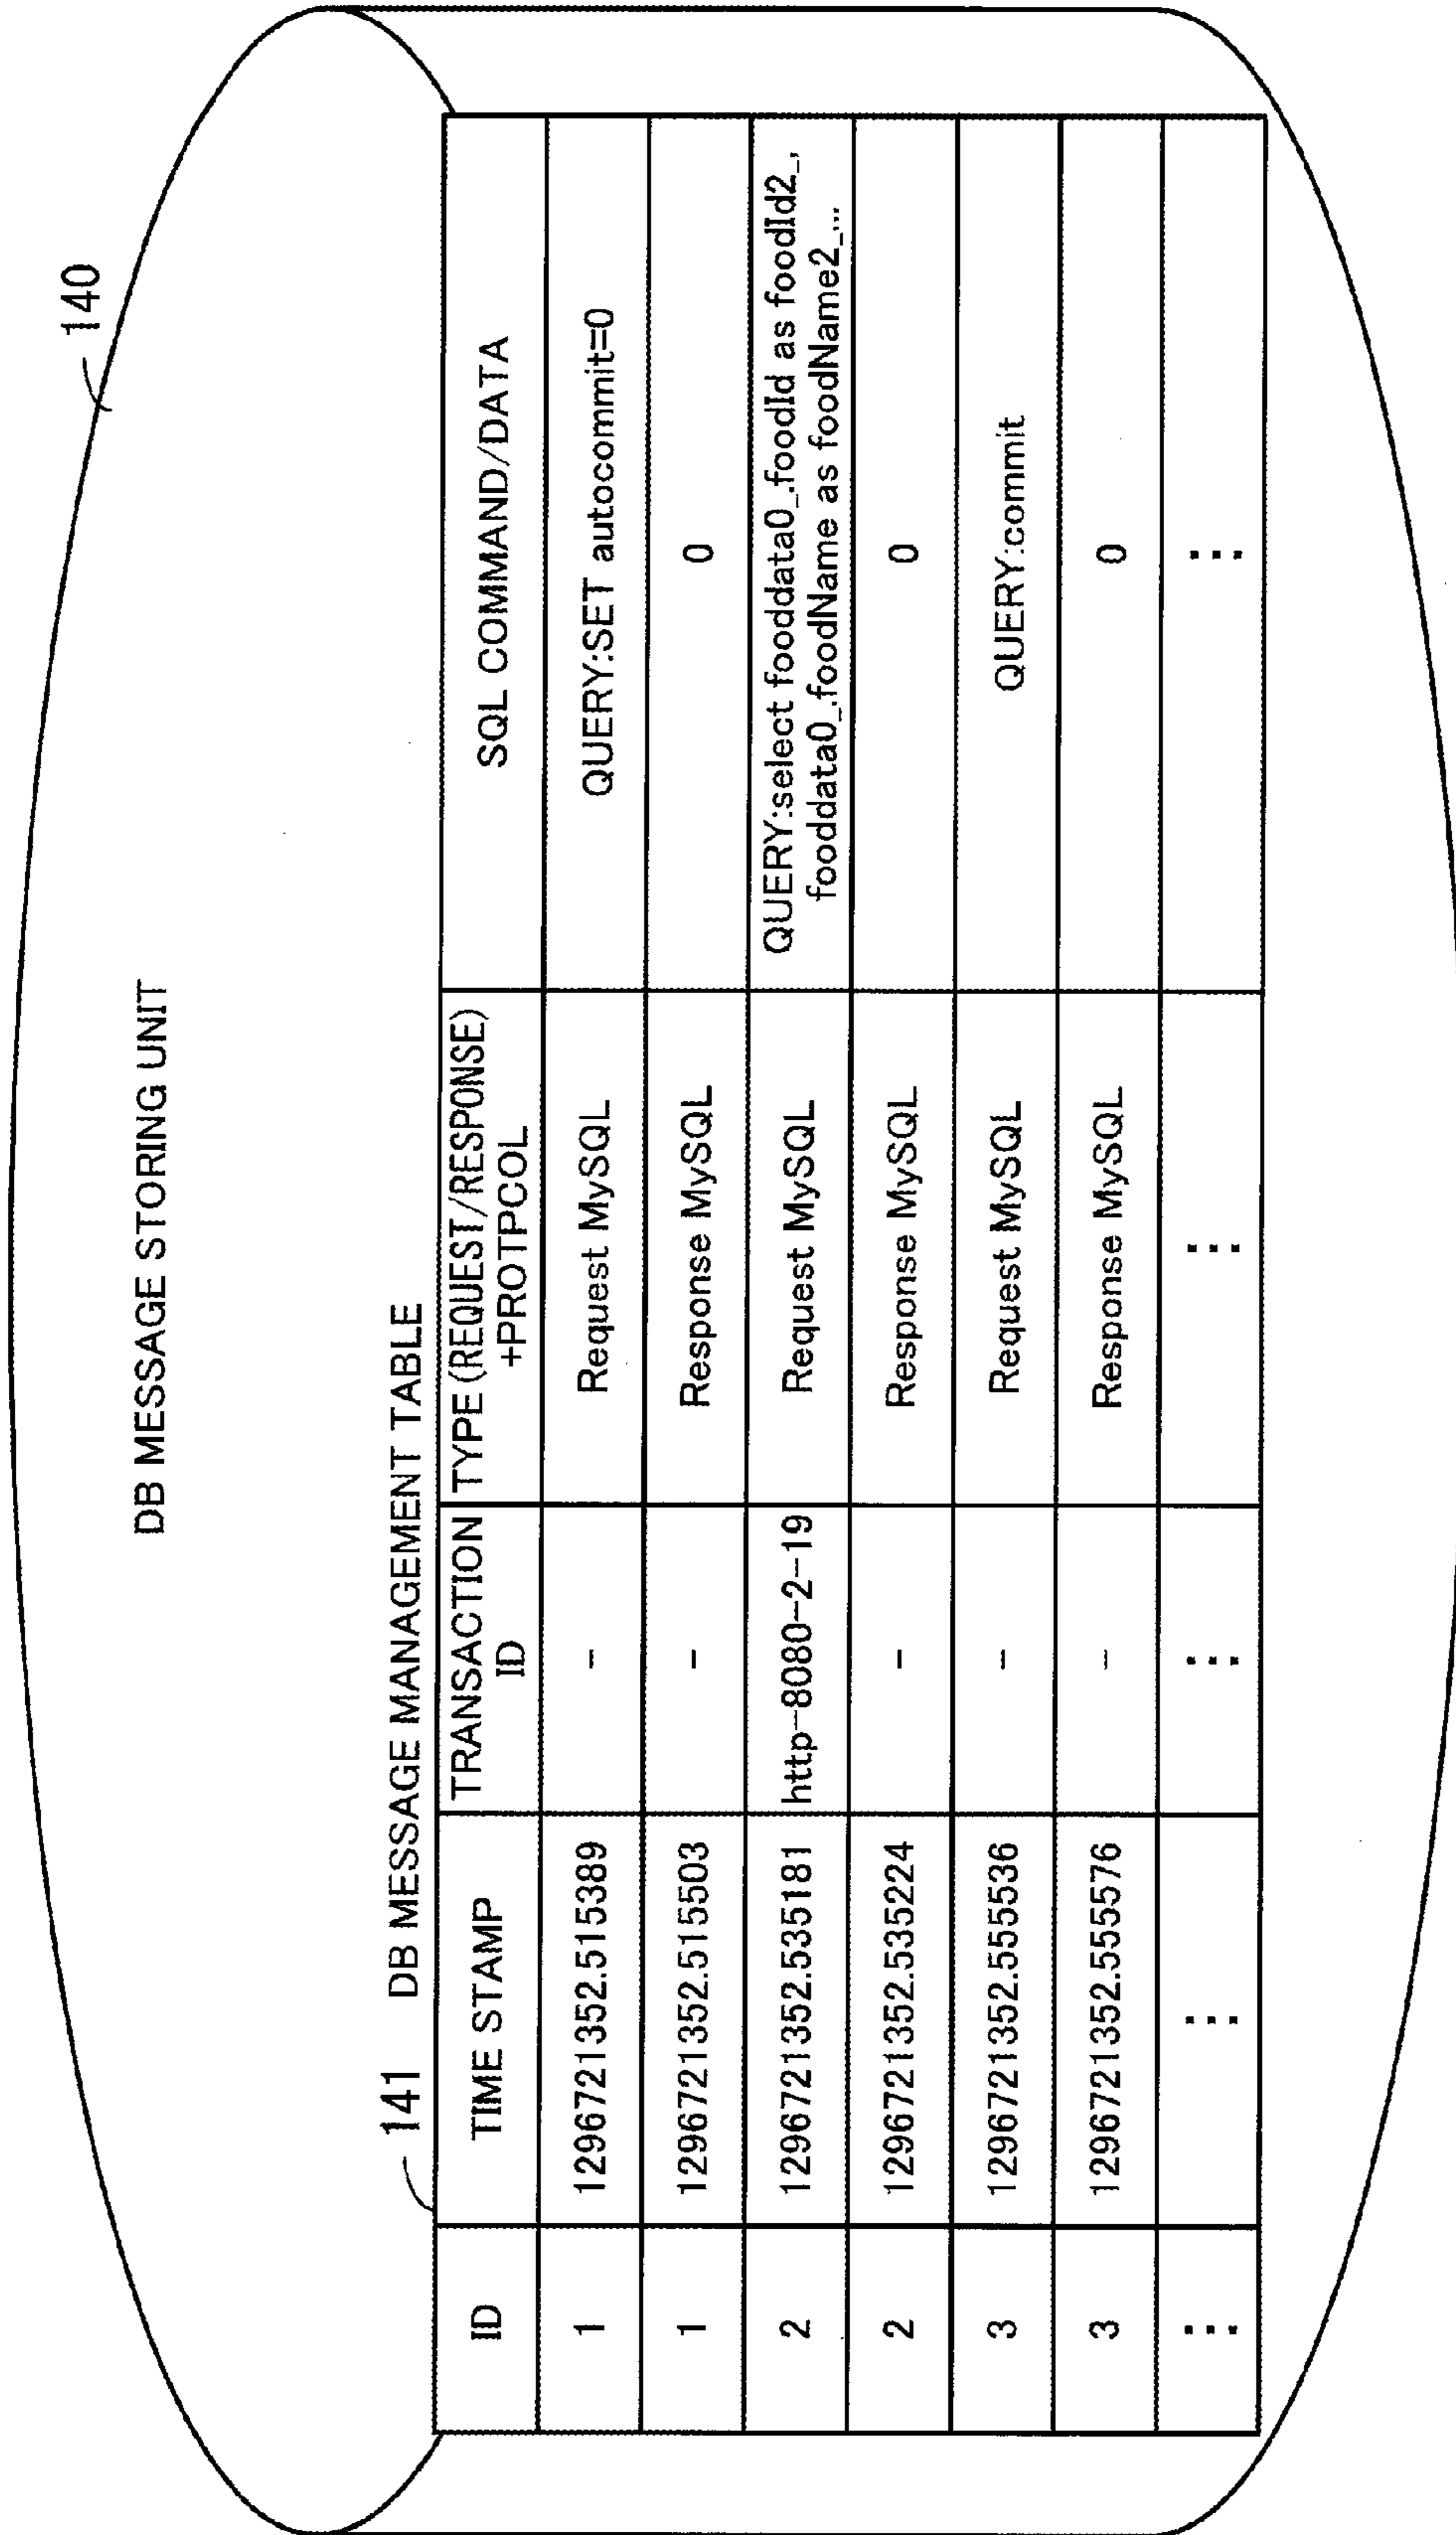 140
DB MESSAGE STORING UNIT
141 DB MESSAGE MANAGEMENT TABLE
ID TIME STAMP TRANSACTION ID TYPE (REQUEST/RESPONSE) +PROTPCOL SQL COMMAND/DATA
1 1296721352.515389 - Request MySQL QUERY:SET autocommit=0
1 1296721352.515503 - Response MySQL 0
2 1296721352.535181 http-8080-2-19 Request MySQL QUERY:select fooddata0_.foodId as foodId2_,
fooddata0_.foodName as foodName2_...
2 1296721352.535224 - Response MySQL 0
3 1296721352.555536 - Request MySQL QUERY:commit
3 1296721352.555576 - Response MySQL 0
⋮ ⋮ ⋮ ⋮ ⋮